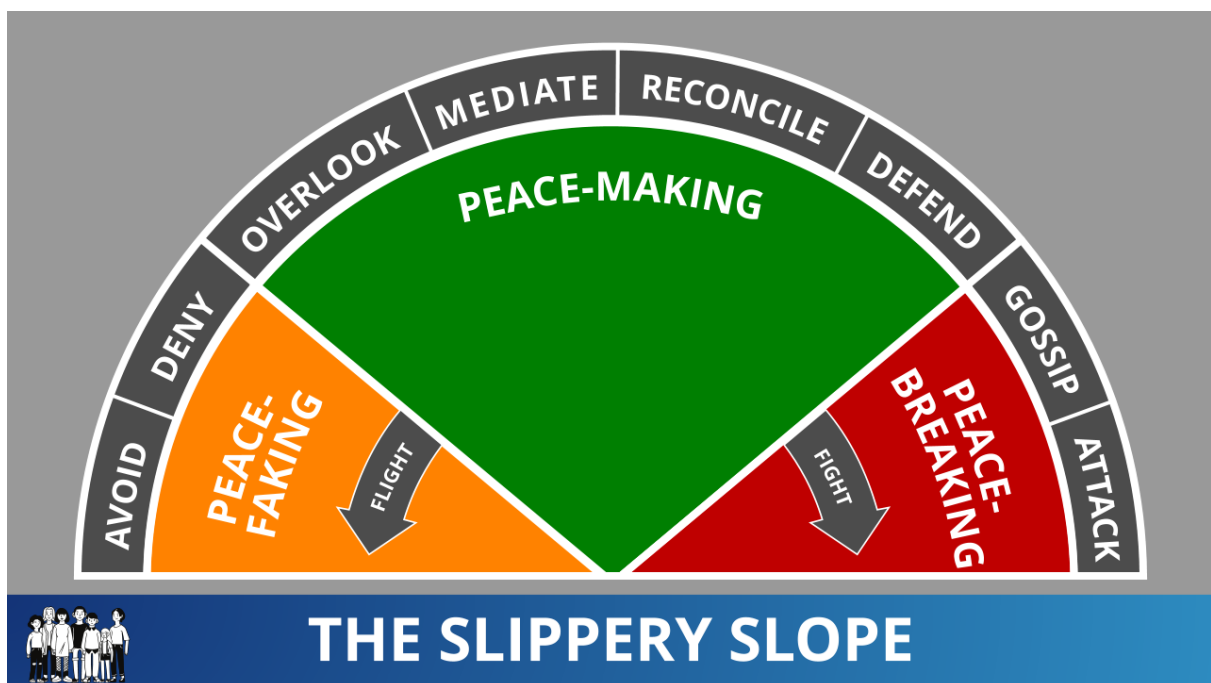 AVOID
DENY
OVERLOOK
MEDIATE
RECONCILE
DEFEND
GOSSIP
ATTACK
PEACE-MAKING
PEACE-
FAKING
FLIGHT
FIGHT
PEACE-
BREAKING
THE SLIPPERY SLOPE